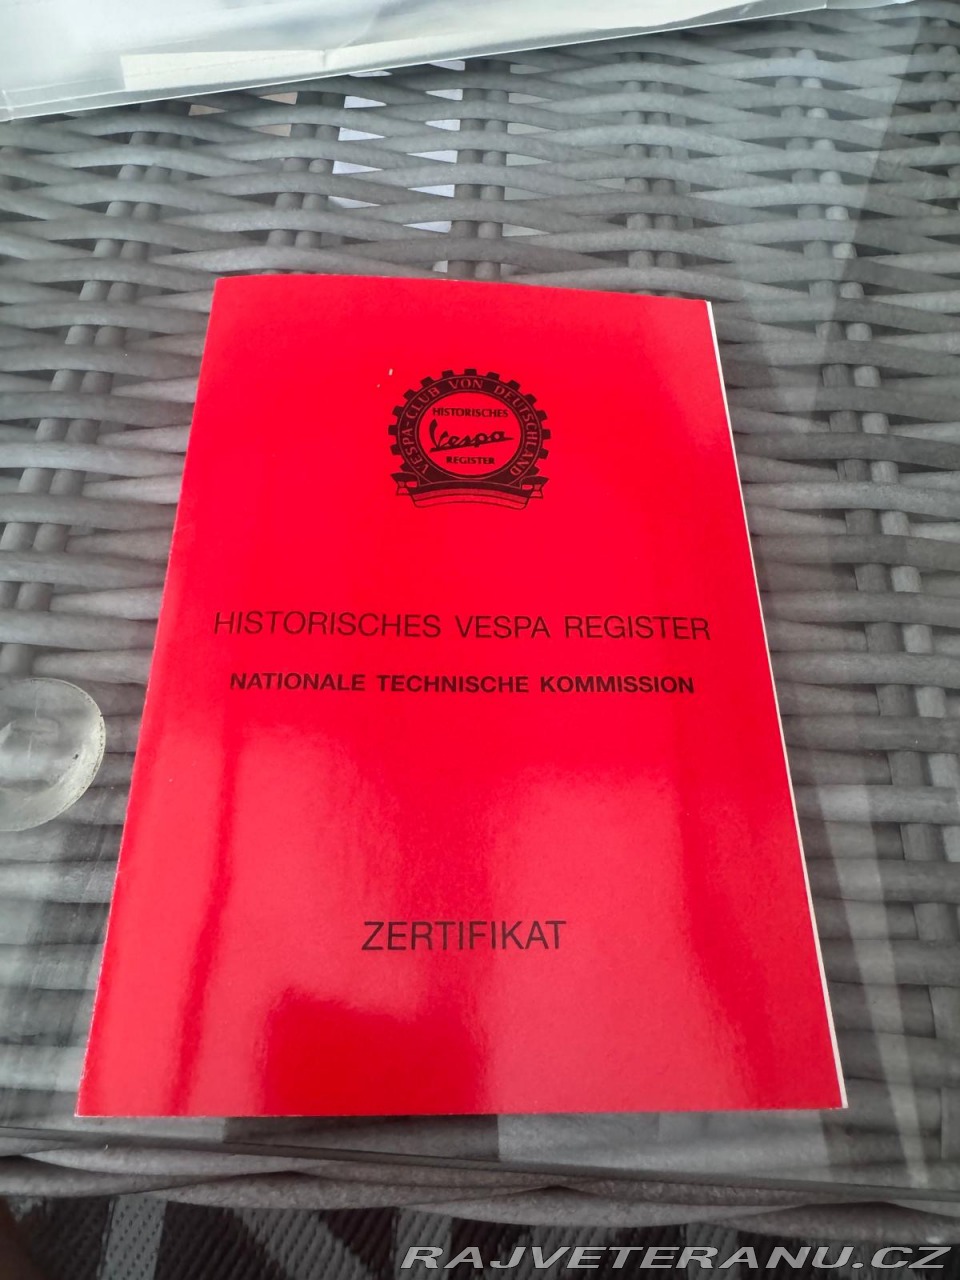 VESPA-CLUB VON DEUTSCHLAND
HISTORISCHES
Vespa
REGISTER
HISTORISCHES VESPA REGISTER
NATIONALE TECHNISCHE KOMMISSION
ZERTIFIKAT
RAJVETERANU.CZ